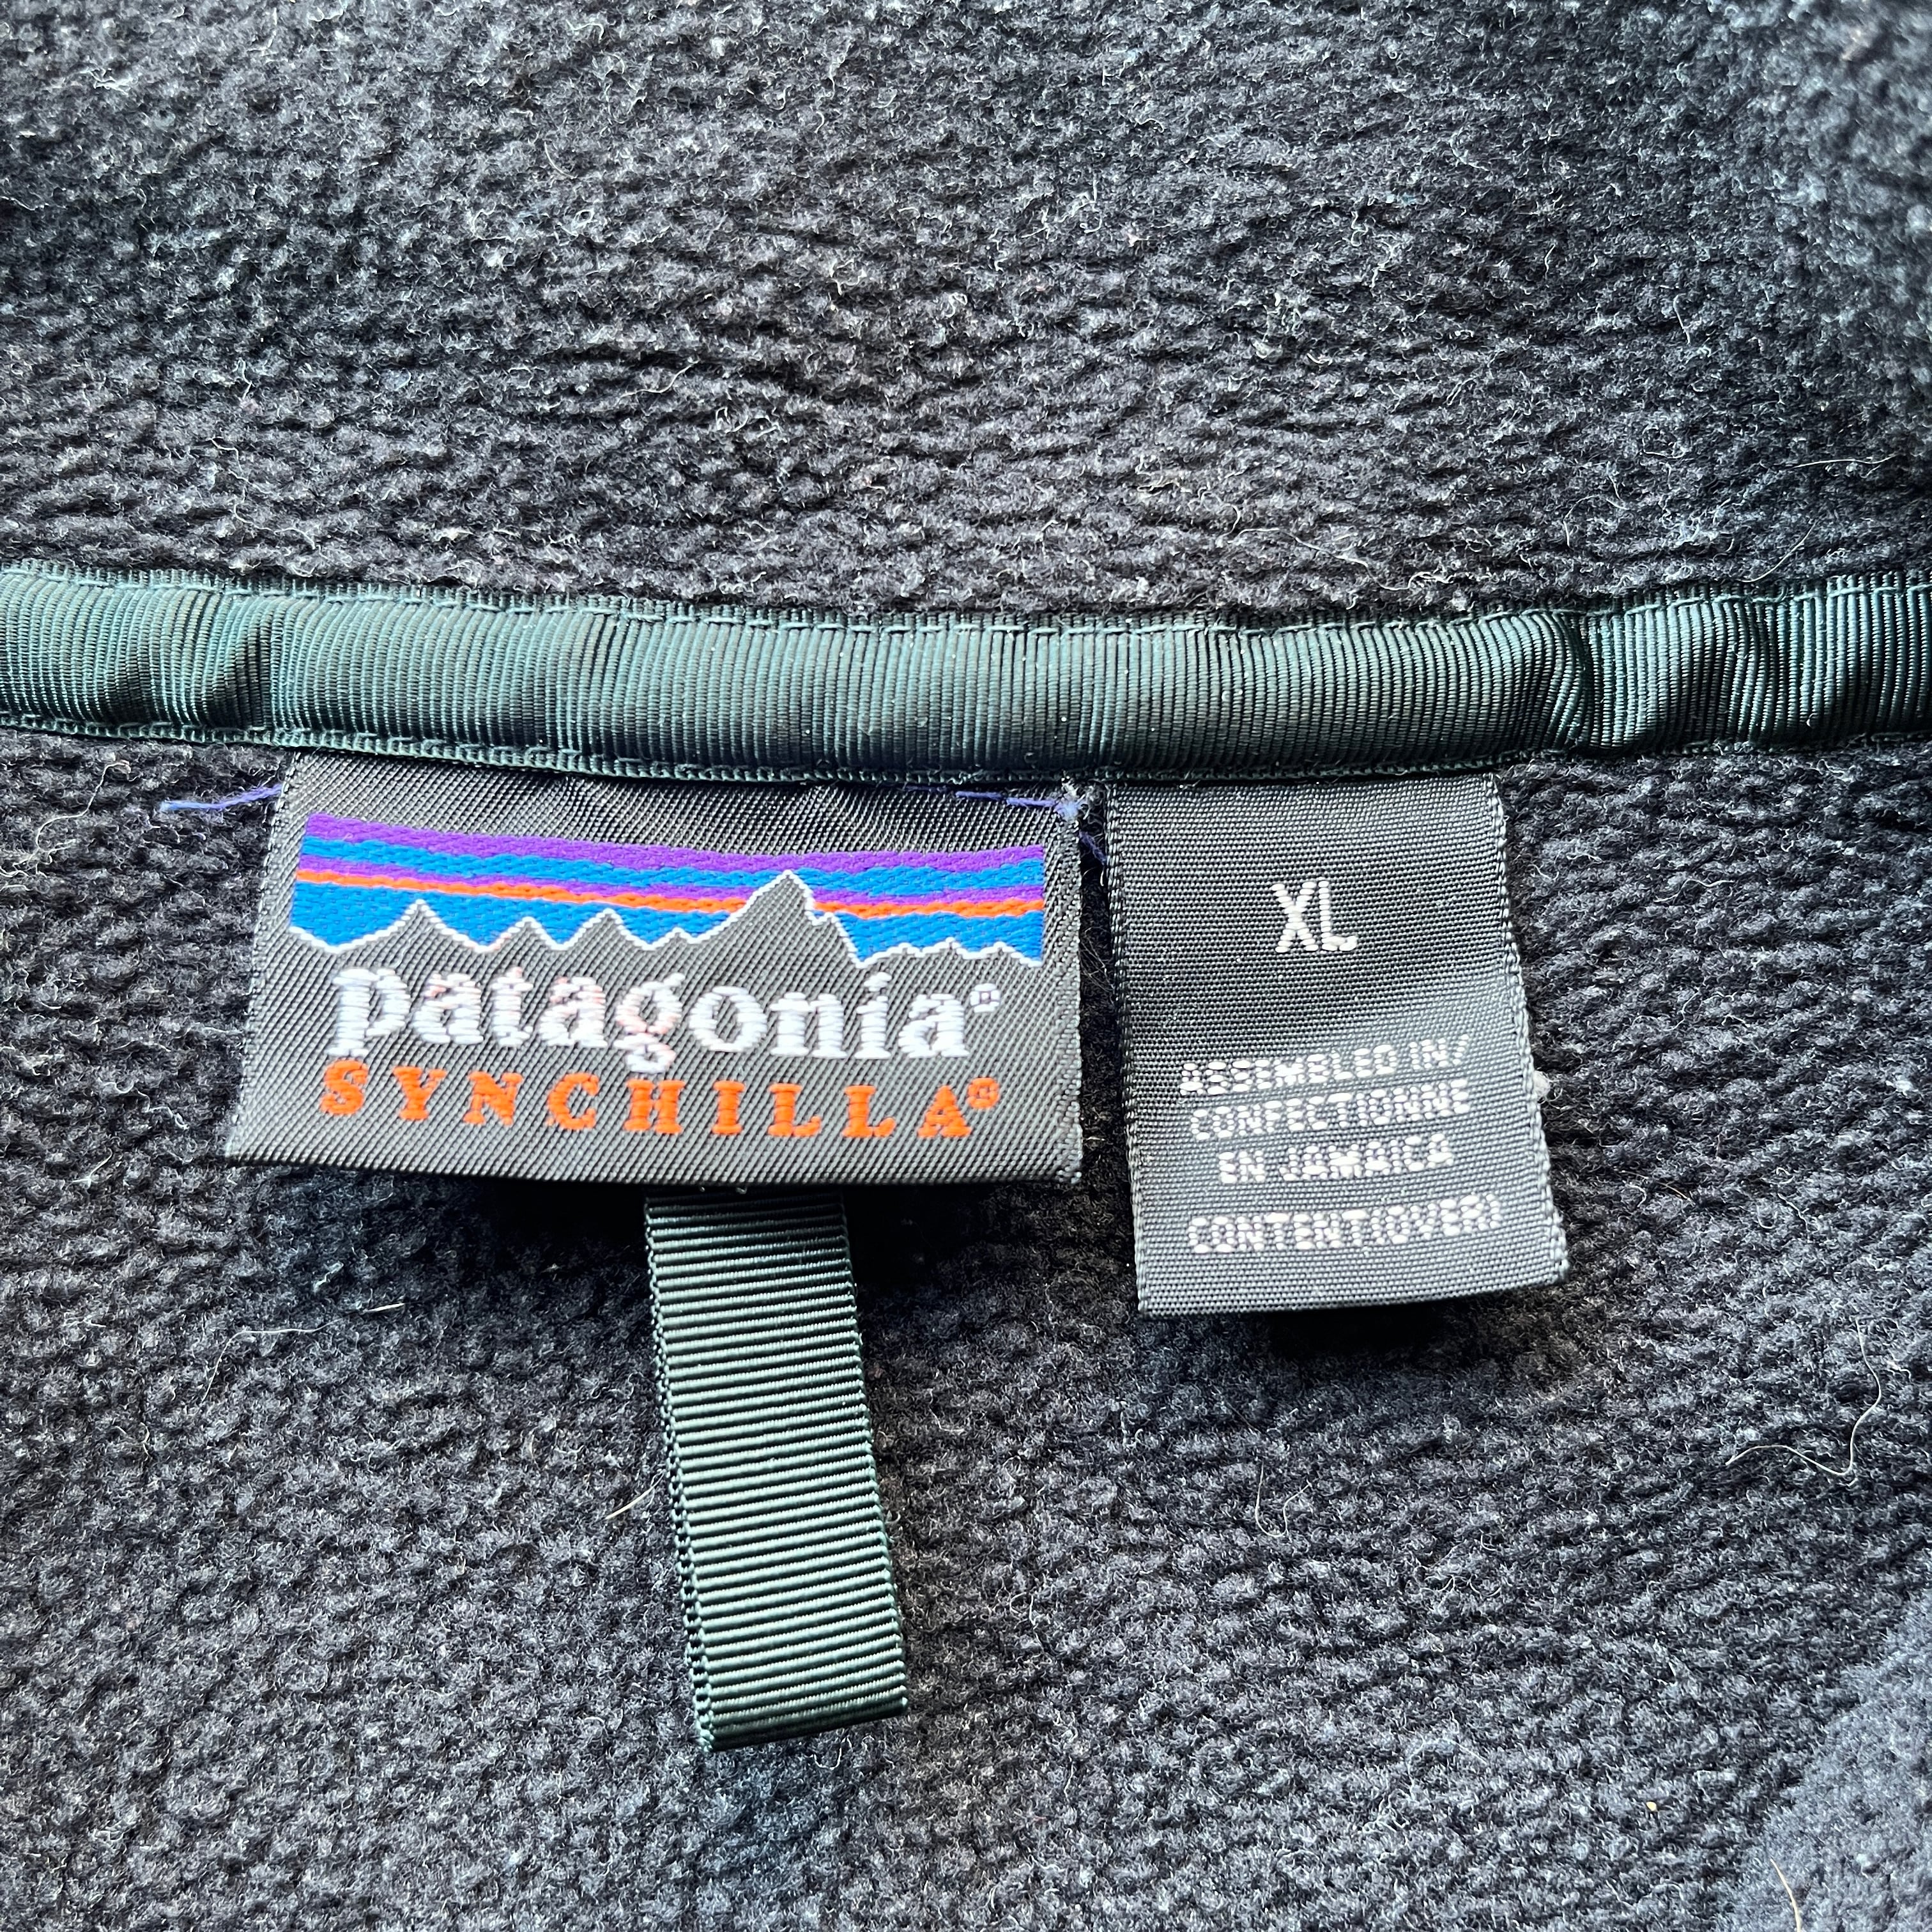 patagonia®
SYNCHILLA®
XL
ASSEMBLED IN/
CONFECTIONNE
EN JAMAICA
CONTENT(OVER)